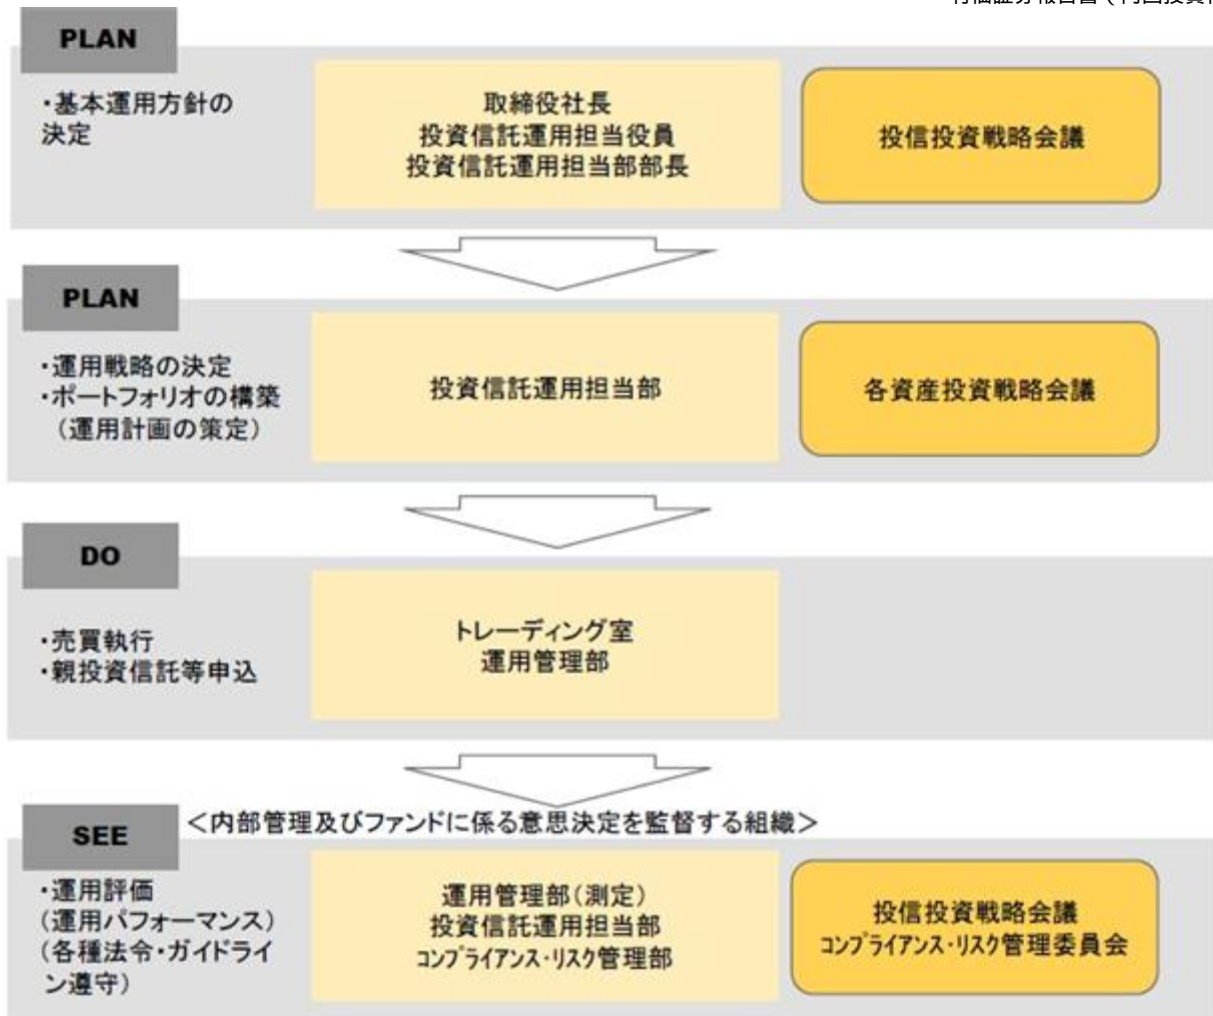 PLAN
・基本運用方針の
決定
取締役社長
投資信託運用担当役員
投資信託運用担当部部長
投信投資戦略会議
PLAN
・運用戦略の決定
・ポートフォリオの構築
（運用計画の策定）
投資信託運用担当部
各資産投資戦略会議
DO
・売買執行
・親投資信託等申込
トレーディング室
運用管理部
SEE
＜内部管理及びファンドに係る意思決定を監督する組織＞
・運用評価
(運用パフォーマンス)
(各種法令・ガイドライ
ン遵守)
運用管理部(測定)
投資信託運用担当部
ｺﾝﾌﾟﾗｲｱﾝｽ･ﾘｽｸ管理部
投信投資戦略会議
ｺﾝﾌﾟﾗｲｱﾝｽ･ﾘｽｸ管理委員会